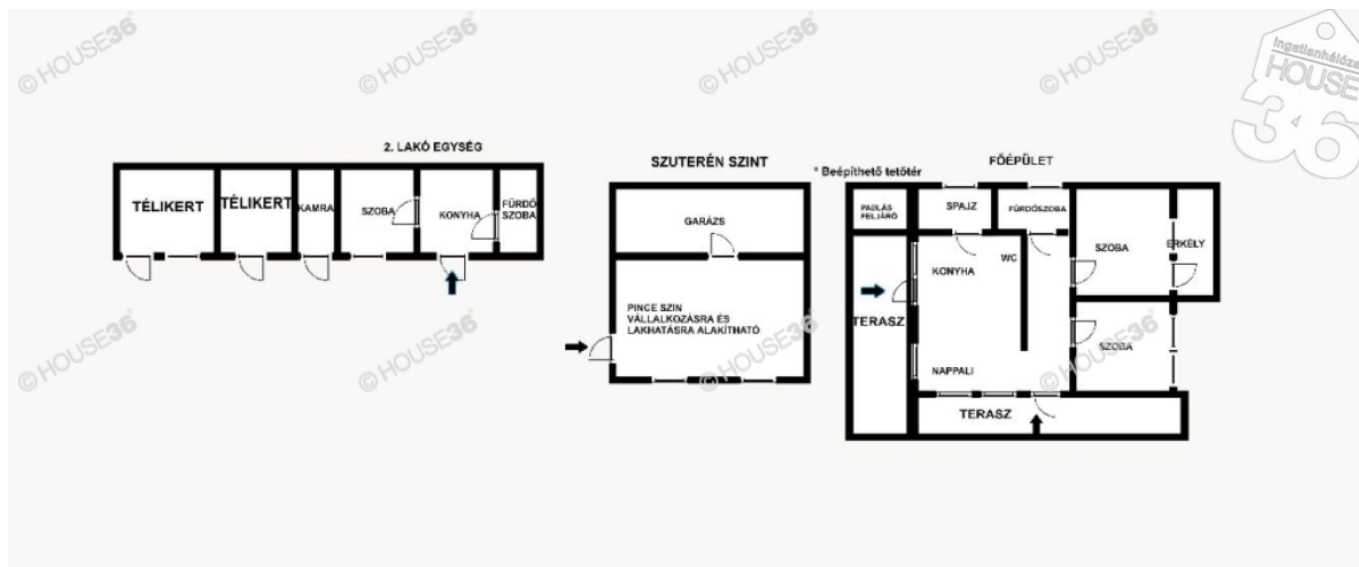 © HOUSE36
© HOUSE36
© HOUSE36
© HOUSE36
Ingatlanhálóza
HOUSE
36
2. LAKÓ EGYSÉG
TÉLIKERT
TÉLIKERT
KAMRA
SZOBA
KONYHA
FÜRDŐ
SZOBA
SZUTERÉN SZINT
GARÁZS
PINCE SZIN
VÁLLALKOZÁSRA ÉS
LAKHATÁSRA ALAKÍTHATÓ
FŐÉPÜLET
* Beépíthető tetőtér
PADLÁS
FELJÁRÓ
SPAJZ
FÜRDŐSZOBA
SZOBA
ERKÉLY
KONYHA
WC
TERASZ
SZOBA
NAPPALI
TERASZ
© HOUSE36
© HOUSE36
© HOUSE36
© HOUSE36